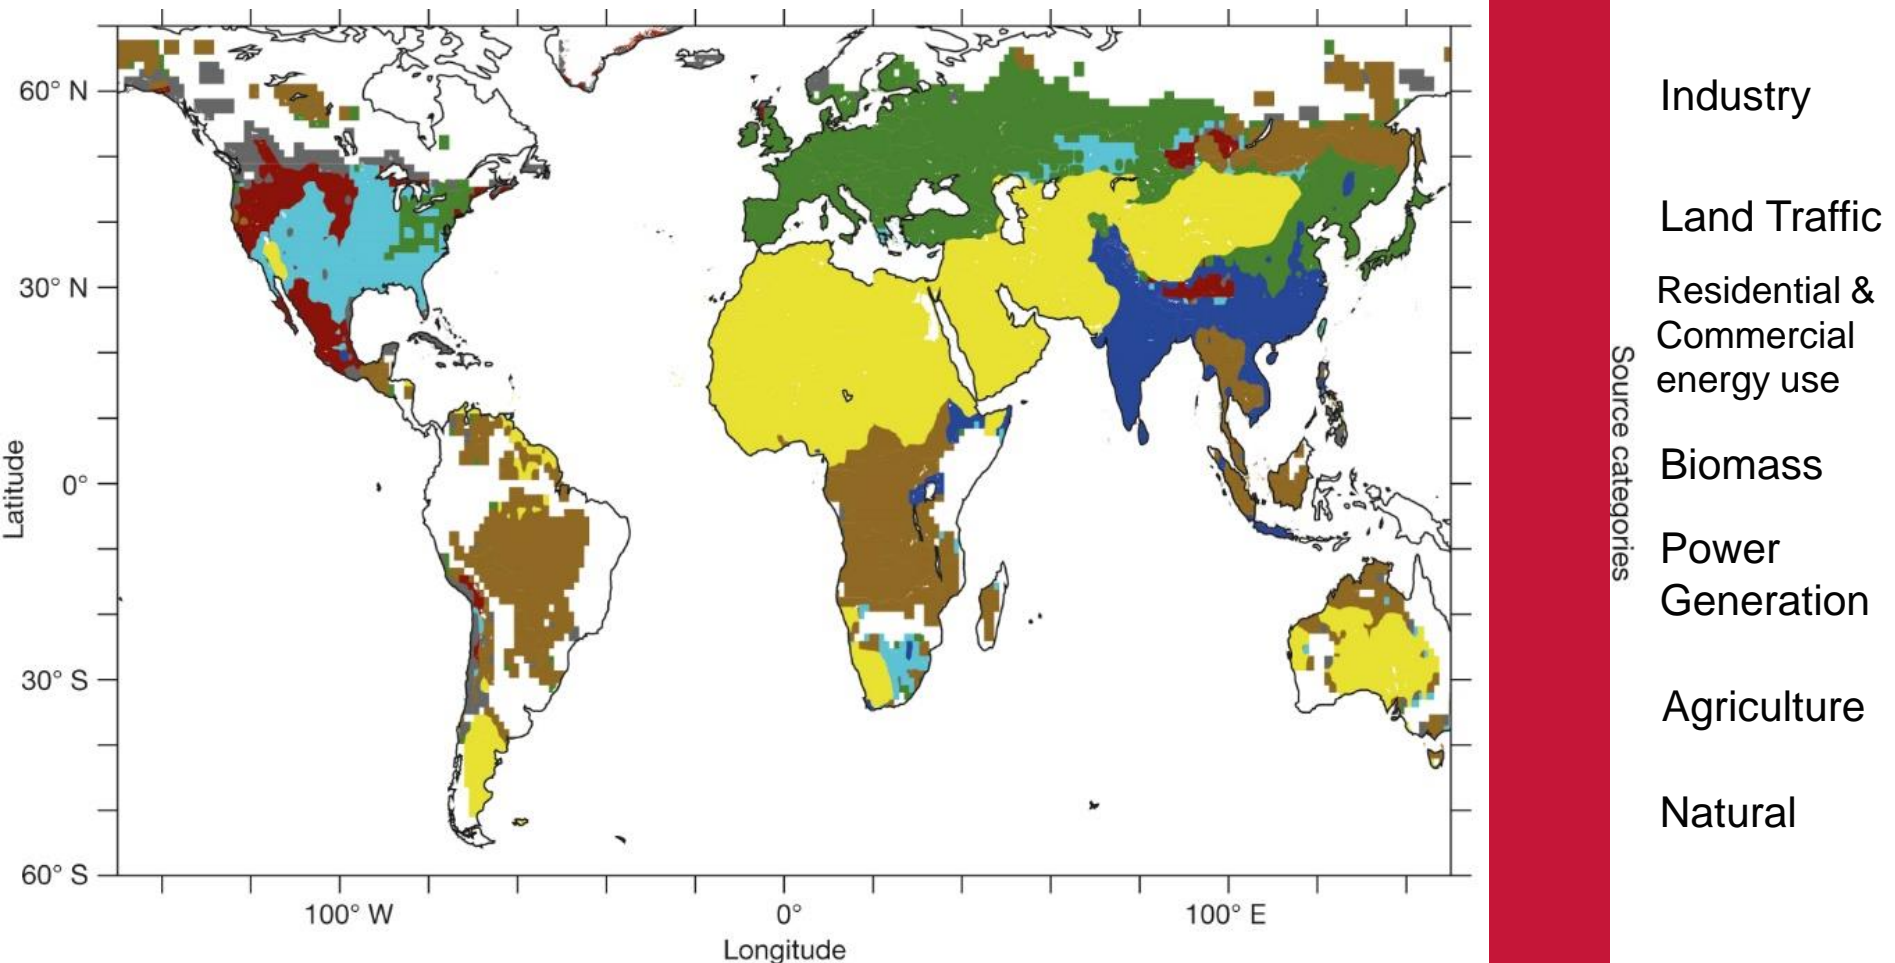 60° N
30° N
0°
30° S
60° S
Latitude
100° W
0°
100° E
Longitude
Source categories
Industry
Land Traffic
Residential &
Commercial
energy use
Biomass
Power
Generation
Agriculture
Natural